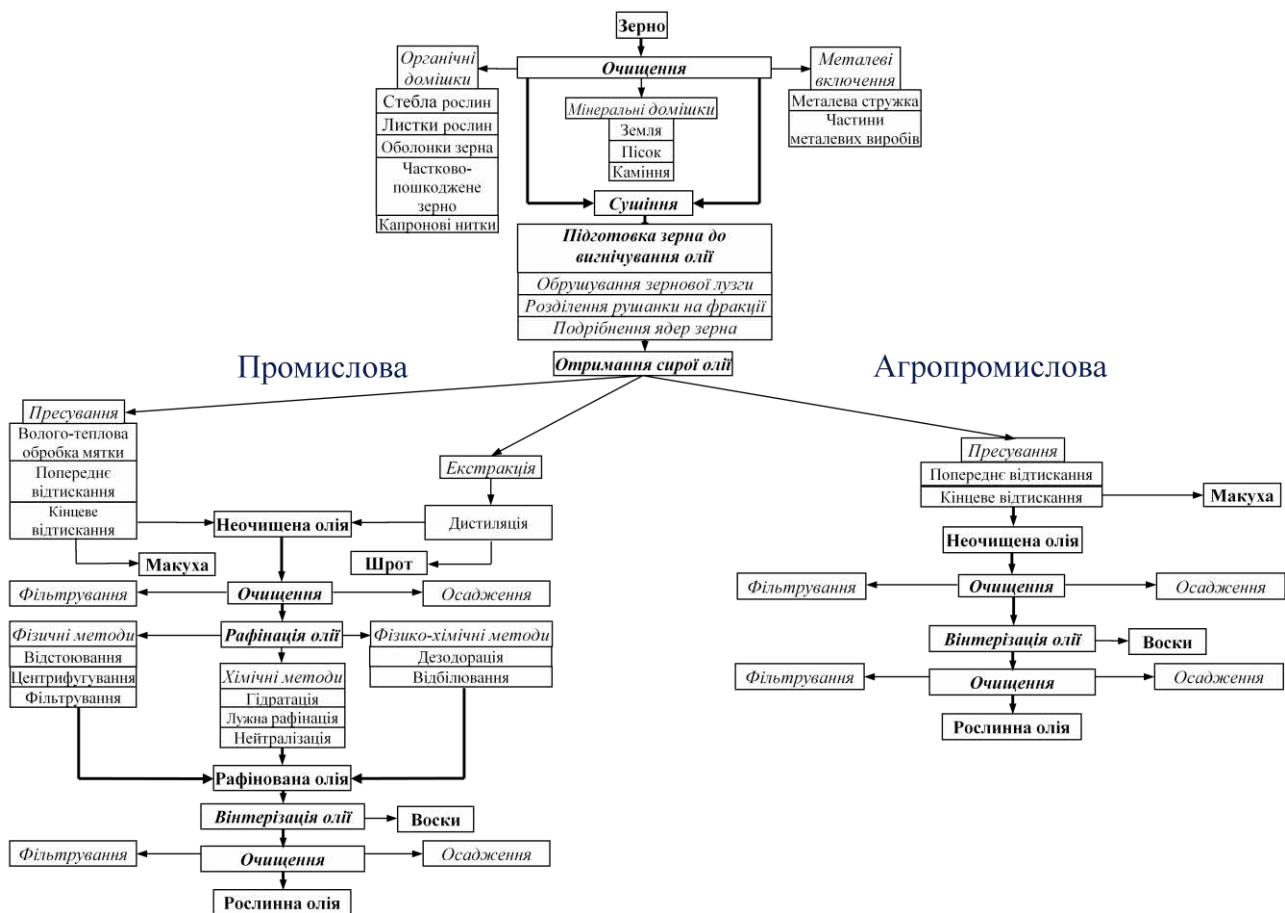 Зерно
Органічні
домішки
Очищення
Металеві
включення
Стебла рослин
Листки рослин
Оболонки зерна
Частково-
пошкоджене
зерно
Капронові нитки
Мінеральні домішки
Земля
Пісок
Каміння
Металева стружка
Частини
металевих виробів
Сушіння
Підготовка зерна до
вигнічування олії
Обрушування зернової лузги
Розділення рушанки на фракції
Подрібнення ядер зерна
Отримання сирої олії
Промислова
Агропромислова
Пресування
Волого-теплова
обробка мятки
Попереднє
відтискання
Кінцеве
відтискання
Екстракція
Дистиляція
Неочищена олія
Макуха
Шрот
Фільтрування
Очищення
Осадження
Фізичні методи
Відстоювання
Центрифугування
Фільтрування
Рафінація олії
Фізико-хімічні методи
Дезодорація
Відбілювання
Хімічні методи
Гідратація
Лужна рафінація
Нейтралізація
Рафінована олія
Вінтерізація олії
Воски
Фільтрування
Очищення
Осадження
Рослинна олія
Пресування
Попереднє відтискання
Кінцеве відтискання
Макуха
Неочищена олія
Фільтрування
Очищення
Осадження
Вінтерізація олії
Воски
Фільтрування
Очищення
Осадження
Рослинна олія